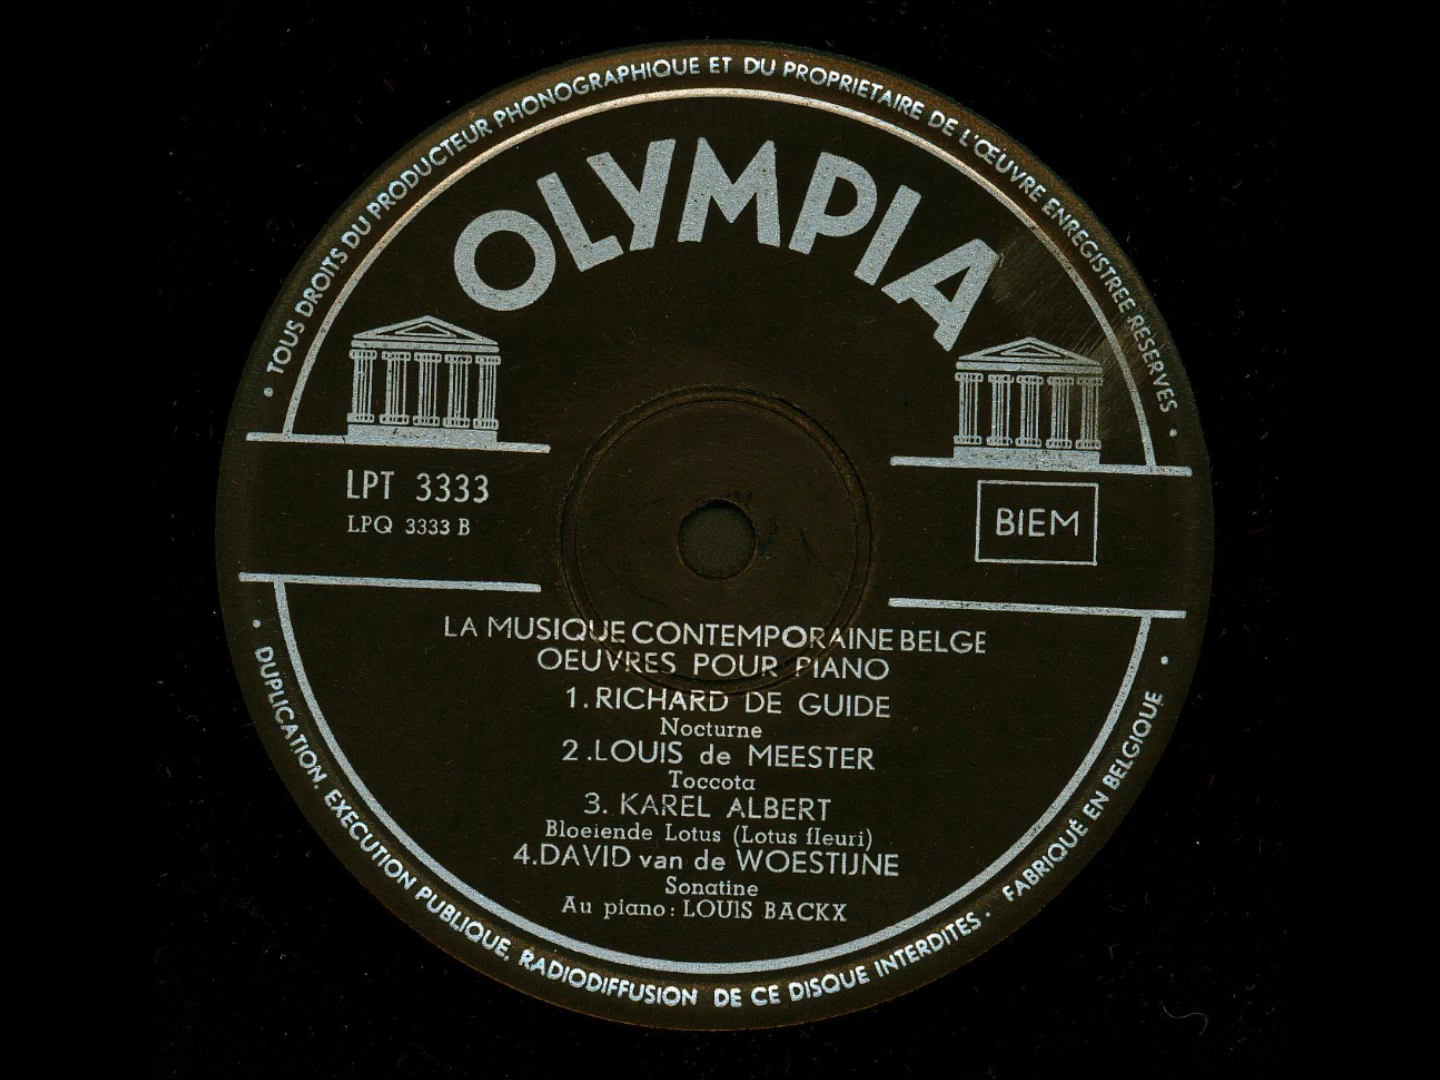 • TOUS DROITS DU PRODUCTEUR PHONOGRAPHIQUE ET DU PROPRIETAIRE DE L'ŒUVRE ENREGISTREE RESERVES •
OLYMPIA
LPT 3333
LPQ 3333 B
BIEM
LA MUSIQUE CONTEMPORAINE BELGE
OEUVRES POUR PIANO
1. RICHARD DE GUIDE
Nocturne
2. LOUIS de MEESTER
Toccota
3. KAREL ALBERT
Bloeiende Lotus (Lotus fleuri)
4. DAVID van de WOESTIJNE
Sonatine
Au piano : LOUIS BACKX
• DUPLICATION, EXECUTION PUBLIQUE, RADIODIFFUSION DE CE DISQUE INTERDITES . FABRIQUÉ EN BELGIQUE •